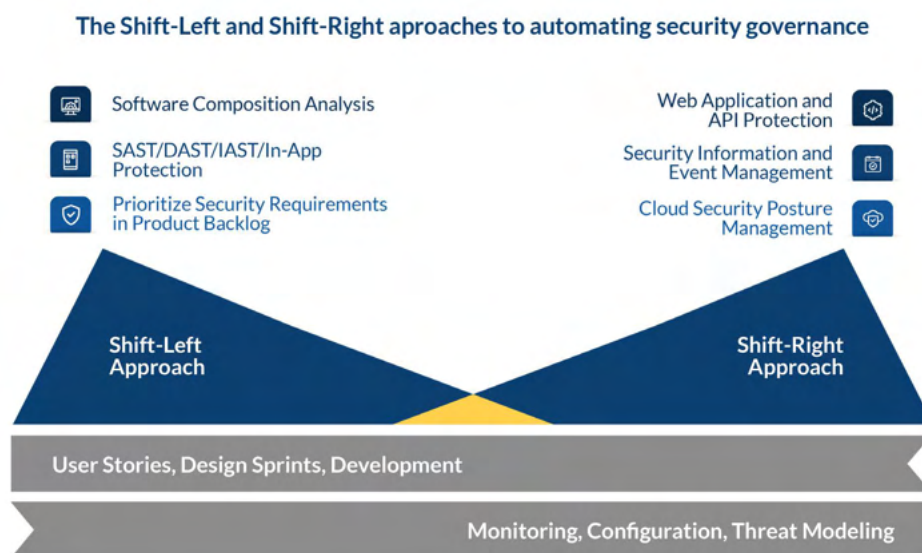 The Shift-Left and Shift-Right aproaches to automating security governance
Software Composition Analysis
SAST/DAST/IAST/In-App
Protection
Prioritize Security Requirements
in Product Backlog
Web Application and
API Protection
Security Information and
Event Management
Cloud Security Posture
Management
Shift-Left
Approach
Shift-Right
Approach
User Stories, Design Sprints, Development
Monitoring, Configuration, Threat Modeling